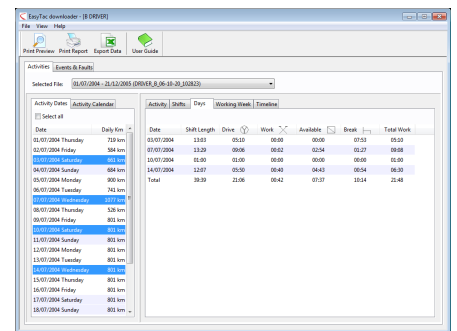 EasyTac downloader - [B DRIVER]
File View Help
Print Preview Print Report Export Data User Guide
Activities Events & Faults
Selected File: 01/07/2004 - 21/12/2005 (DRIVER_B_06-10-20_102823)
Activity Dates Activity Calendar
Select all
Date Daily Km
01/07/2004 Thursday 719 km
02/07/2004 Friday 584 km
03/07/2004 Saturday 661 km
04/07/2004 Sunday 684 km
05/07/2004 Monday 900 km
06/07/2004 Tuesday 741 km
07/07/2004 Wednesday 1077 km
08/07/2004 Thursday 526 km
09/07/2004 Friday 801 km
10/07/2004 Saturday 801 km
11/07/2004 Sunday 801 km
12/07/2004 Monday 801 km
13/07/2004 Tuesday 801 km
14/07/2004 Wednesday 801 km
15/07/2004 Thursday 801 km
16/07/2004 Friday 801 km
17/07/2004 Saturday 801 km
18/07/2004 Sunday 801 km
Activity Shifts Days Working Week Timeline
Date Shift Length Drive Work Available Break Total Work
03/07/2004 13:03 05:10 00:00 00:00 07:53 05:10
07/07/2004 13:29 09:06 00:02 02:54 01:27 09:08
10/07/2004 01:00 01:00 00:00 00:00 00:00 01:00
14/07/2004 12:07 05:50 00:40 04:43 00:54 06:30
Total 39:39 21:06 00:42 07:37 10:14 21:48